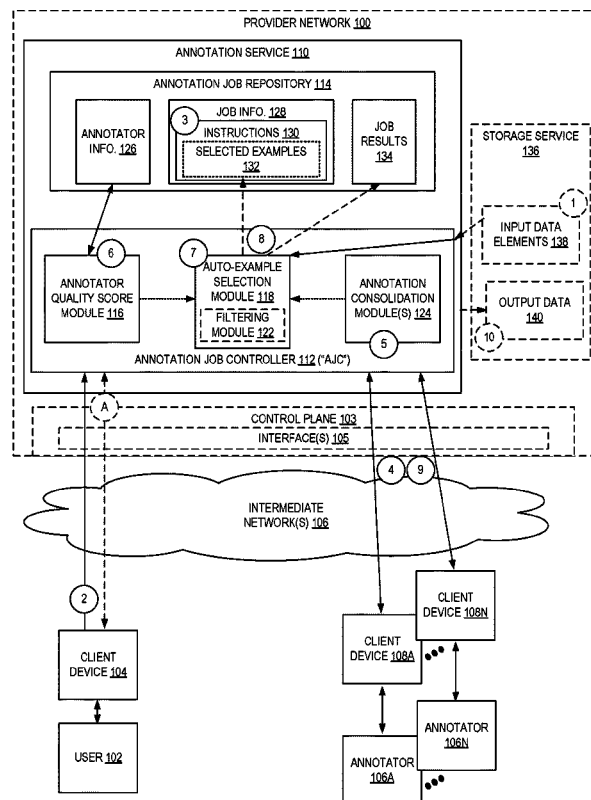 PROVIDER NETWORK 100
ANNOTATION SERVICE 110
ANNOTATION JOB REPOSITORY 114
ANNOTATOR
INFO. 126
3
JOB INFO. 128
INSTRUCTIONS 130
SELECTED EXAMPLES
132
JOB
RESULTS
134
STORAGE SERVICE
136
1
INPUT DATA
ELEMENTS 138
OUTPUT DATA
140
10
6
ANNOTATOR
QUALITY SCORE
MODULE 116
7
8
AUTO-EXAMPLE
SELECTION
MODULE 118
FILTERING
MODULE 122
ANNOTATION
CONSOLIDATION
MODULE(S) 124
5
ANNOTATION JOB CONTROLLER 112 ("AJC")
A
CONTROL PLANE 103
INTERFACE(S) 105
4
9
INTERMEDIATE
NETWORK(S) 106
2
CLIENT
DEVICE 104
USER 102
CLIENT
DEVICE 108N
CLIENT
DEVICE 108A
ANNOTATOR
106N
ANNOTATOR
106A